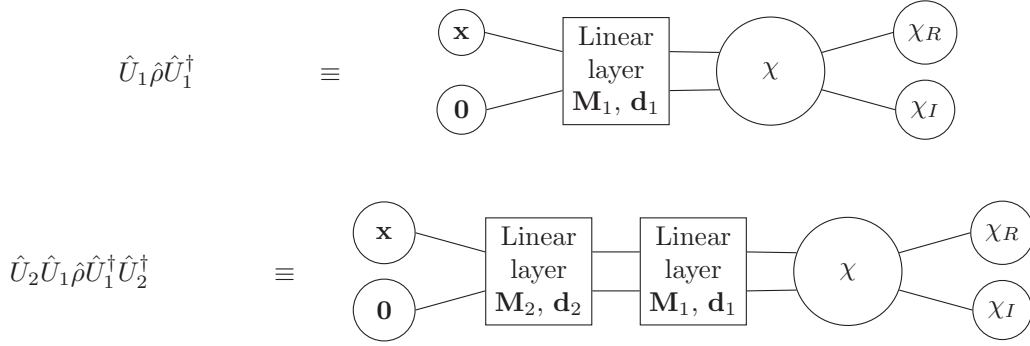 Û₁ρ̂Û₁† ≡ x 0 Linear layer M₁, d₁ χ χ_R χ_I
Û₂Û₁ρ̂Û₁†Û₂† ≡ x 0 Linear layer M₂, d₂ Linear layer M₁, d₁ χ χ_R χ_I